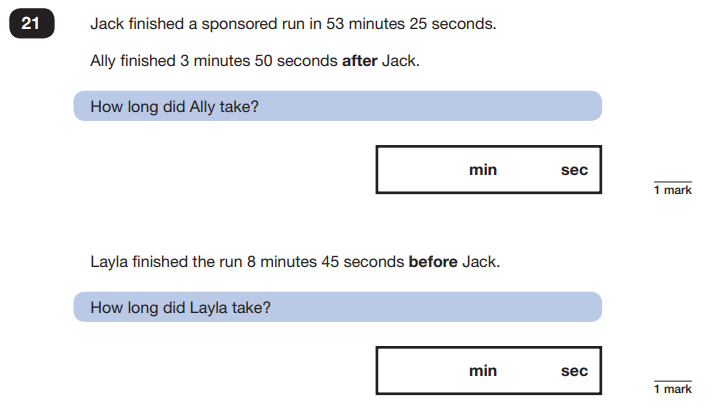 21
Jack finished a sponsored run in 53 minutes 25 seconds.
Ally finished 3 minutes 50 seconds after Jack.
How long did Ally take?
min sec
1 mark
Layla finished the run 8 minutes 45 seconds before Jack.
How long did Layla take?
min sec
1 mark